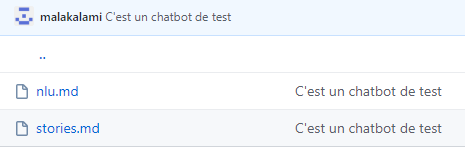 malakalami C'est un chatbot de test
..
nlu.md C'est un chatbot de test
stories.md C'est un chatbot de test